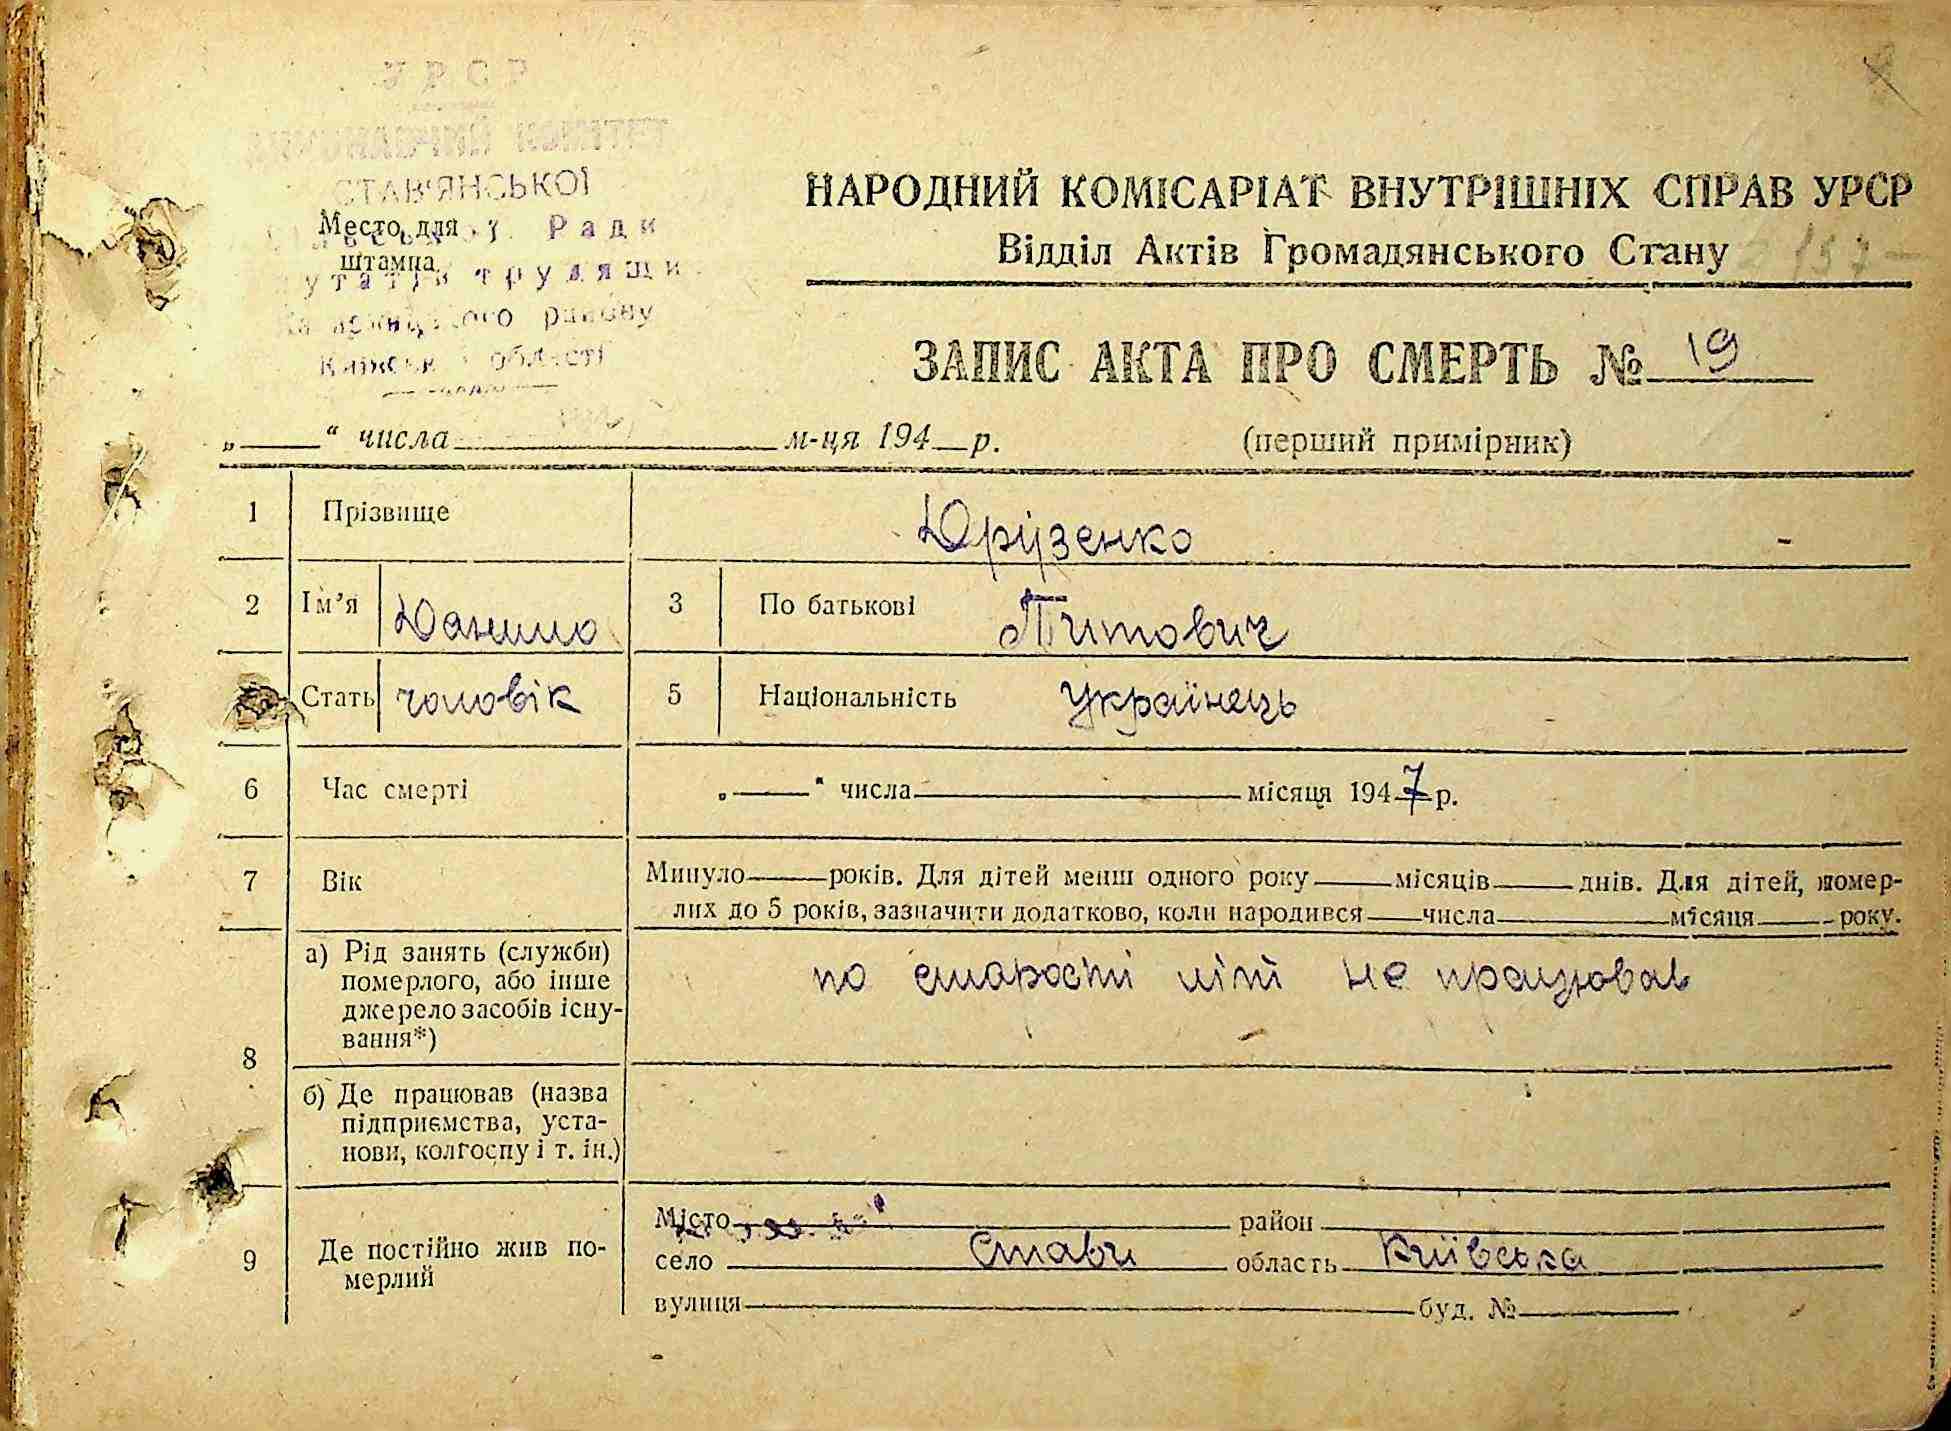 УРСР
СТАВ'ЯНСЬКОЇ
Место для Ради
штампа
області
НАРОДНИЙ КОМІСАРІАТ ВНУТРІШНІХ СПРАВ УРСР
Відділ Актів Громадянського Стану
ЗАПИС АКТА ПРО СМЕРТЬ № 19
„ “ числа м-ця 194 р. (перший примірник)
1 Прізвище Друзенко
2 Ім’я Данило 3 По батькові Титович
Стать чоловік 5 Національність Українець
6 Час смерті „ “ числа місяця 1947 р.
7 Вік Минуло років. Для дітей менш одного року місяців днів. Для дітей, помер-
лих до 5 років, зазначити додатково, коли народився числа місяця року.
8 а) Рід занять (служби) по старості літ не працював
померлого, або інше
джерело засобів існу-
вання*)
б) Де працював (назва
підприємства, уста-
нови, колгоспу і т. ін.)
9 Де постійно жив по-
мерлий
Місто район
село Стави область Київська
вулиця буд. №